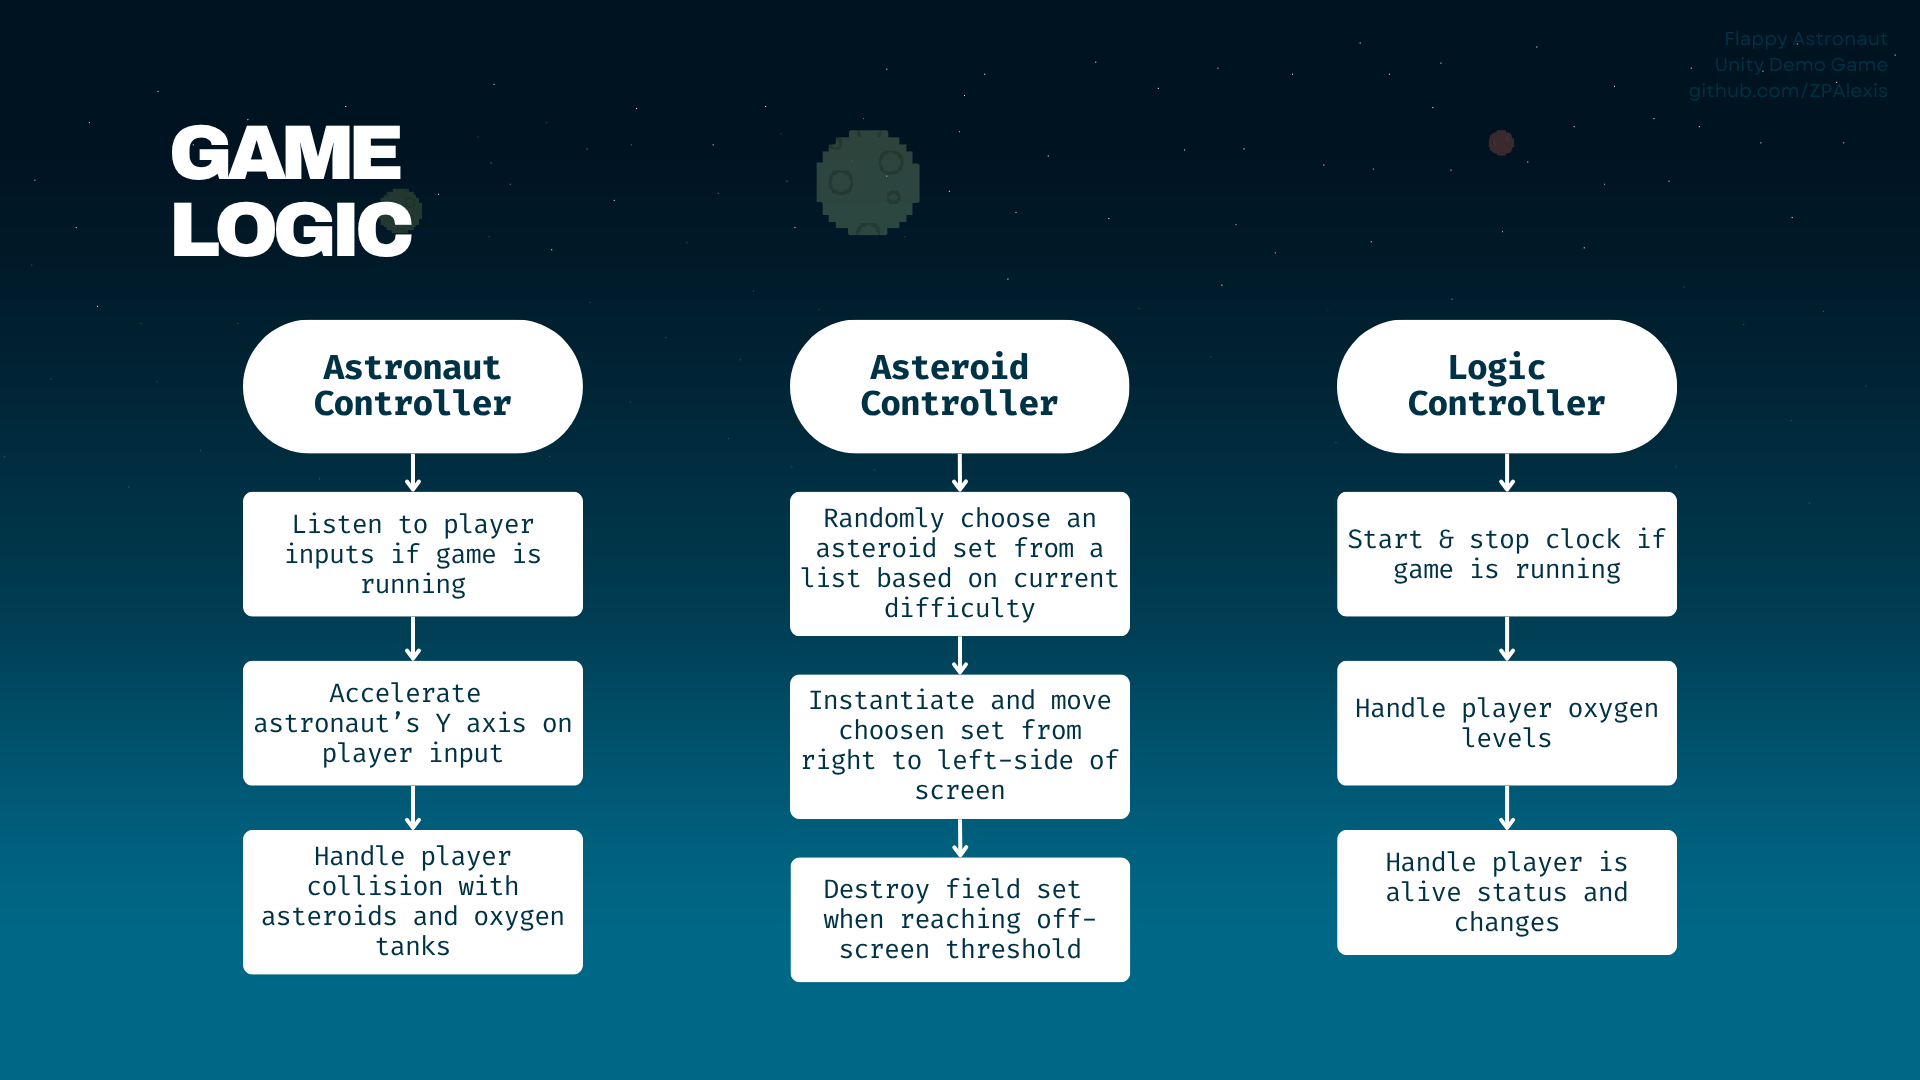 Flappy Astronaut
Unity Demo Game
github.com/ZPAlexis
GAME
LOGIC
Astronaut
Controller
Listen to player
inputs if game is
running
Accelerate
astronaut’s Y axis on
player input
Handle player
collision with
asteroids and oxygen
tanks
Asteroid
Controller
Randomly choose an
asteroid set from a
list based on current
difficulty
Instantiate and move
choosen set from
right to left-side of
screen
Destroy field set
when reaching off-
screen threshold
Logic
Controller
Start & stop clock if
game is running
Handle player oxygen
levels
Handle player is
alive status and
changes